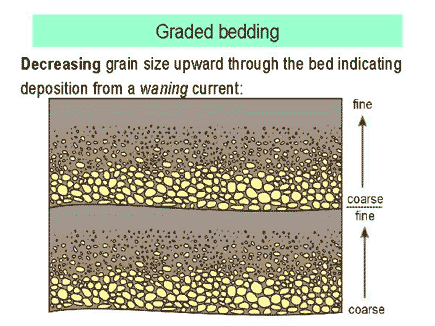 Graded bedding
Decreasing grain size upward through the bed indicating
deposition from a waning current:
fine
coarse
fine
coarse